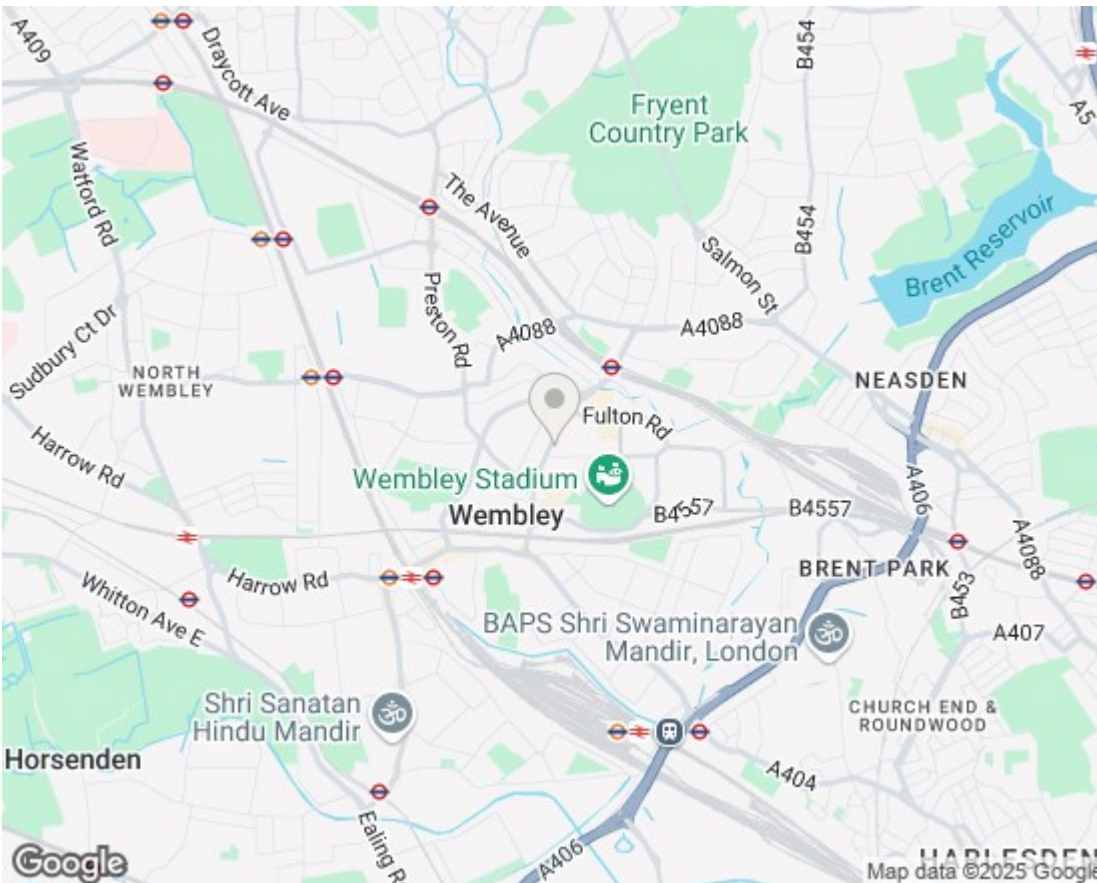 A409
Draycott Ave
B454
Fryent
Country Park
A5
Watford Rd
The Avenue
B454
Salmon St
Brent Reservoir
Preston Rd
A4088
A4088
Sudbury Ct Dr
NORTH
WEMBLEY
NEASDEN
Fulton Rd
Harrow Rd
Wembley Stadium
Wembley
B4557
B4557
A406
A4088
Harrow Rd
BRENT PARK
B453
Whitton Ave E
BAPS Shri Swaminarayan
Mandir, London
A407
Shri Sanatan
Hindu Mandir
CHURCH END &
ROUNDWOOD
Horsenden
A404
Ealing R
A406
HARLESDEN
Google
Map data ©2025 Google